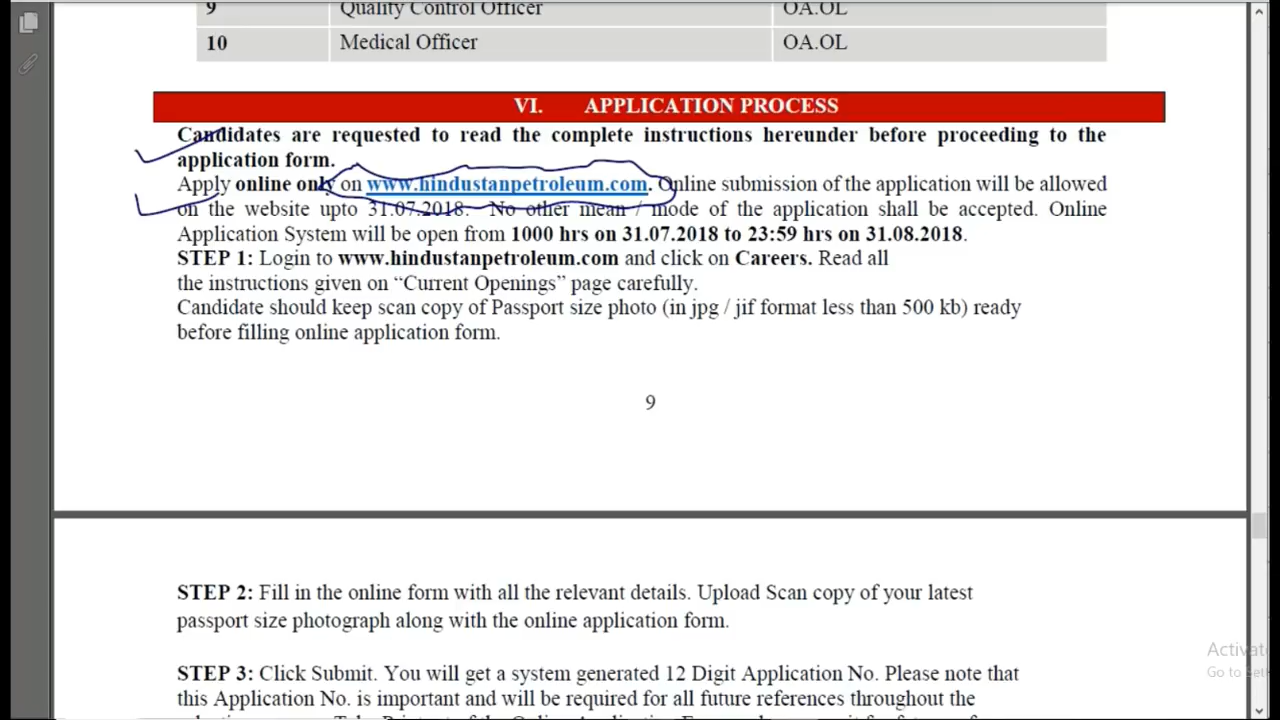 9 Quality Control Officer OA.OL
10 Medical Officer OA.OL
VI. APPLICATION PROCESS
Candidates are requested to read the complete instructions hereunder before proceeding to the
application form.
Apply online only on www.hindustanpetroleum.com. Online submission of the application will be allowed
on the website upto 31.07.2018. No other mean / mode of the application shall be accepted. Online
Application System will be open from 1000 hrs on 31.07.2018 to 23:59 hrs on 31.08.2018.
STEP 1: Login to www.hindustanpetroleum.com and click on Careers. Read all
the instructions given on “Current Openings” page carefully.
Candidate should keep scan copy of Passport size photo (in jpg / jif format less than 500 kb) ready
before filling online application form.
9
STEP 2: Fill in the online form with all the relevant details. Upload Scan copy of your latest
passport size photograph along with the online application form.
STEP 3: Click Submit. You will get a system generated 12 Digit Application No. Please note that
this Application No. is important and will be required for all future references throughout the
Activate
Go to Sett